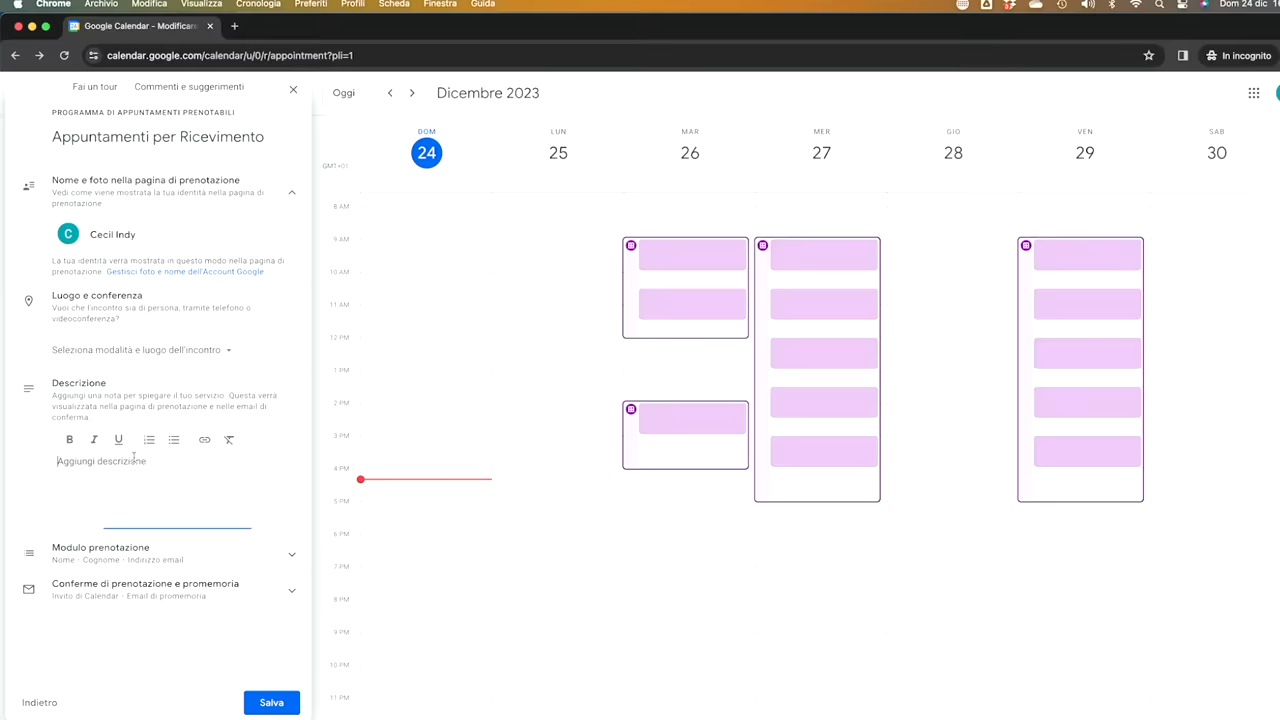 Chrome Archivio Modifica Visualizza Cronologia Preferiti Profili Scheda Finestra Guida
Dom 24 dic 1
Google Calendar - Modificare
calendar.google.com/calendar/u/0/r/appointment?pli=1
In incognito
Fai un tour Commenti e suggerimenti
PROGRAMMA DI APPUNTAMENTI PRENOTABILI
Appuntamenti per Ricevimento
Nome e foto nella pagina di prenotazione
Vedi come viene mostrata la tua identità nella pagina di
prenotazione
C Cecil Indy
La tua identità verrà mostrata in questo modo nella pagina di
prenotazione. Gestisci foto e nome dell'Account Google
Luogo e conferenza
Vuoi che l'incontro sia di persona, tramite telefono o
videoconferenza?
Seleziona modalità e luogo dell'incontro
Descrizione
Aggiungi una nota per spiegare il tuo servizio. Questa verrà
visualizzata nella pagina di prenotazione e nelle email di
conferma.
B I U
Aggiungi descrizione
Modulo prenotazione
Nome · Cognome · Indirizzo email
Conferme di prenotazione e promemoria
Invito di Calendar · Email di promemoria
Indietro Salva
Oggi Dicembre 2023
DOM LUN MAR MER GIO VEN SAB
24 25 26 27 28 29 30
GMT+01
8 AM
9 AM
10 AM
11 AM
12 PM
1 PM
2 PM
3 PM
4 PM
5 PM
6 PM
7 PM
8 PM
9 PM
10 PM
11 PM